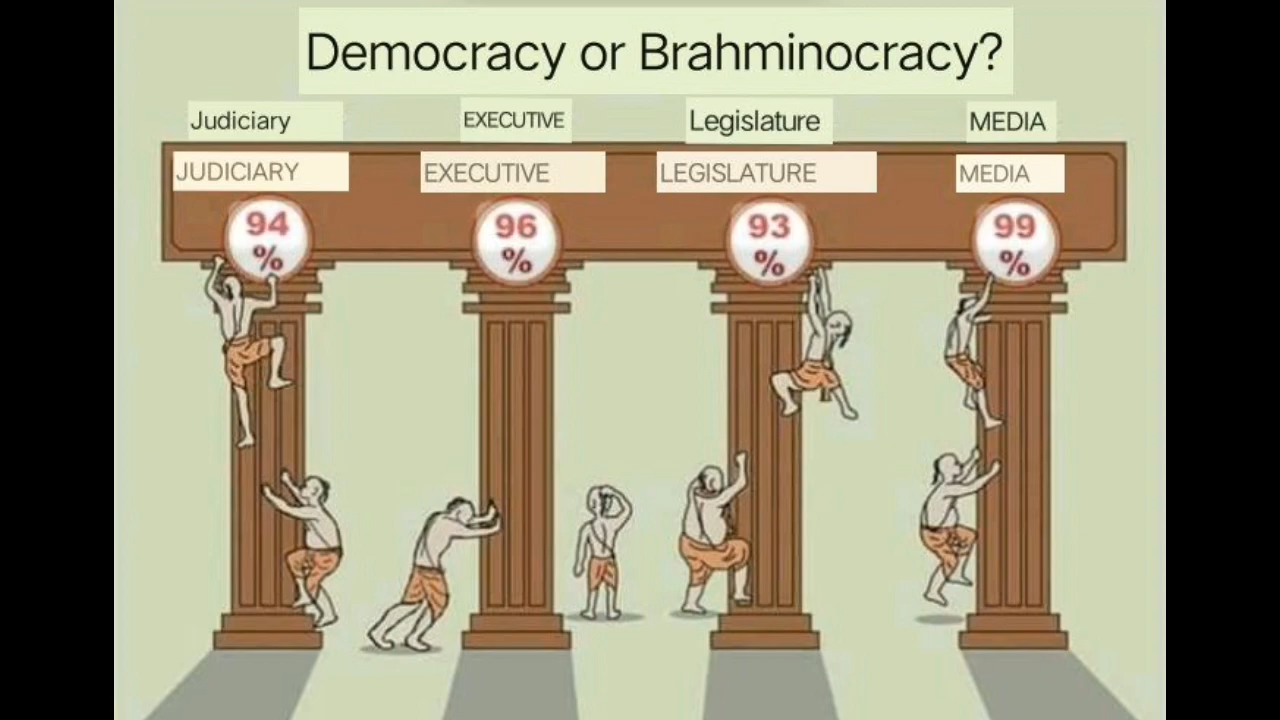 Democracy or Brahminocracy?
Judiciary EXECUTIVE Legislature MEDIA
JUDICIARY EXECUTIVE LEGISLATURE MEDIA
94 96 93 99
% % % %